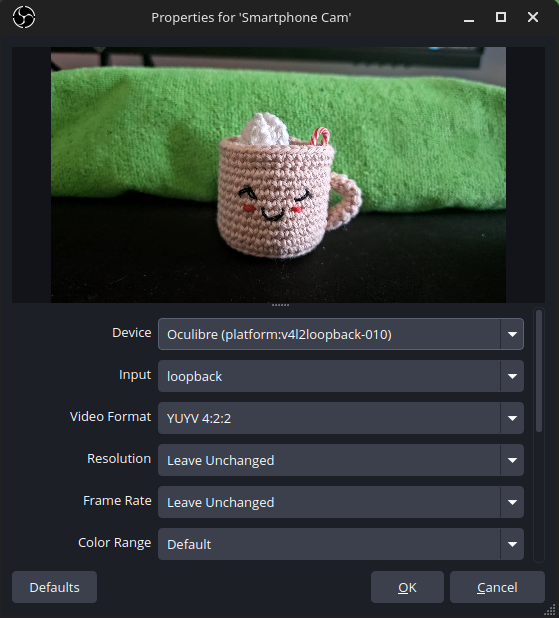 Properties for 'Smartphone Cam'
Device Oculibre (platform:v4l2loopback-010)
Input loopback
Video Format YUYV 4:2:2
Resolution Leave Unchanged
Frame Rate Leave Unchanged
Color Range Default
Defaults OK Cancel